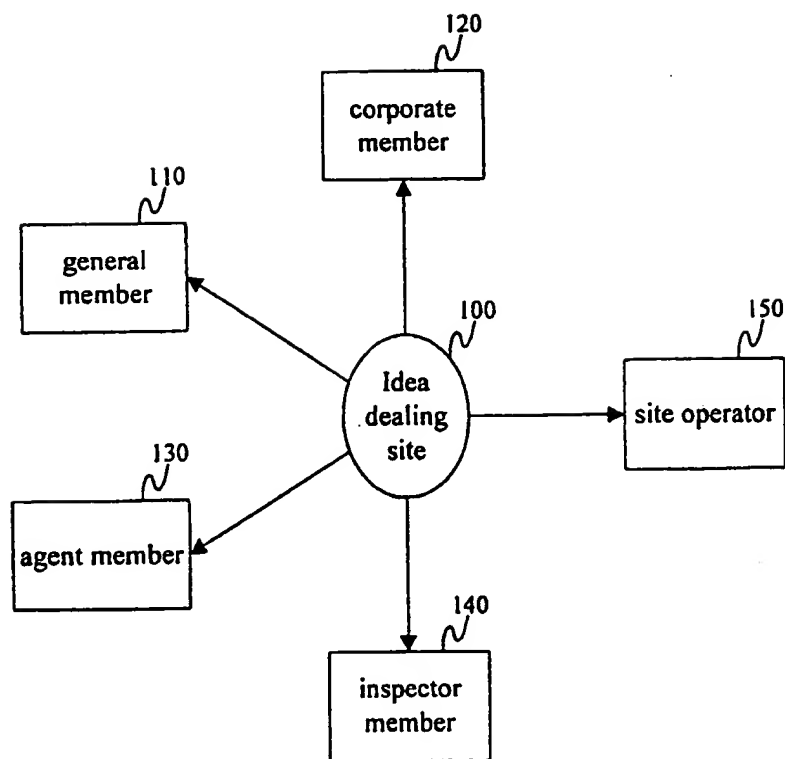 120
corporate
member
110
general
member
100
Idea
dealing
site
150
site operator
130
agent member
140
inspector
member